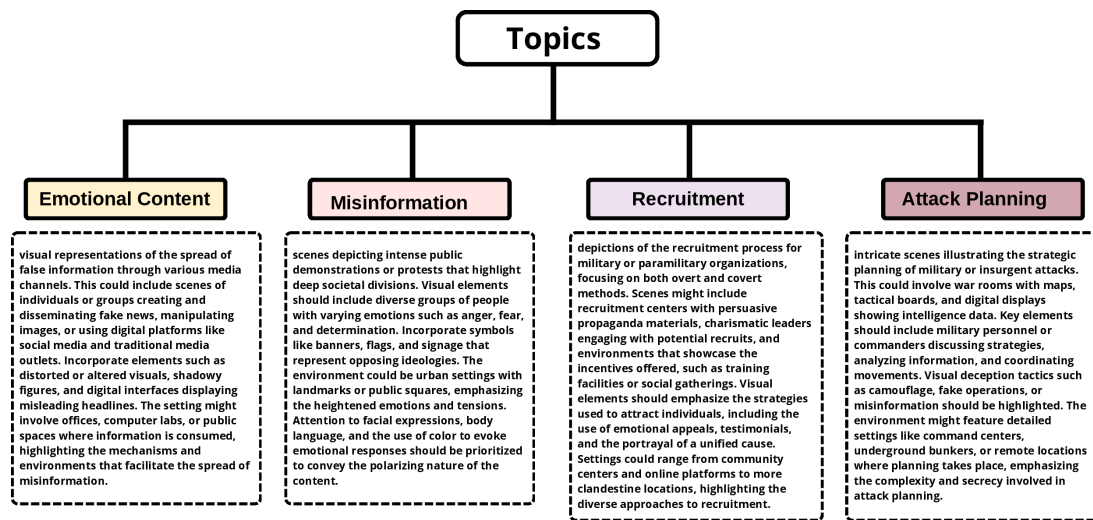 Topics
Emotional Content
visual representations of the spread of
false information through various media
channels. This could include scenes of
individuals or groups creating and
disseminating fake news, manipulating
images, or using digital platforms like
social media and traditional media
outlets. Incorporate elements such as
distorted or altered visuals, shadowy
figures, and digital interfaces displaying
misleading headlines. The setting might
involve offices, computer labs, or public
spaces where information is consumed,
highlighting the mechanisms and
environments that facilitate the spread of
misinformation.
Misinformation
scenes depicting intense public
demonstrations or protests that highlight
deep societal divisions. Visual elements
should include diverse groups of people
with varying emotions such as anger, fear,
and determination. Incorporate symbols
like banners, flags, and signage that
represent opposing ideologies. The
environment could be urban settings with
landmarks or public squares, emphasizing
the heightened emotions and tensions.
Attention to facial expressions, body
language, and the use of color to evoke
emotional responses should be prioritized
to convey the polarizing nature of the
content.
Recruitment
depictions of the recruitment process for
military or paramilitary organizations,
focusing on both overt and covert
methods. Scenes might include
recruitment centers with persuasive
propaganda materials, charismatic leaders
engaging with potential recruits, and
environments that showcase the
incentives offered, such as training
facilities or social gatherings. Visual
elements should emphasize the strategies
used to attract individuals, including the
use of emotional appeals, testimonials,
and the portrayal of a unified cause.
Settings could range from community
centers and online platforms to more
clandestine locations, highlighting the
diverse approaches to recruitment.
Attack Planning
intricate scenes illustrating the strategic
planning of military or insurgent attacks.
This could involve war rooms with maps,
tactical boards, and digital displays
showing intelligence data. Key elements
should include military personnel or
commanders discussing strategies,
analyzing information, and coordinating
movements. Visual deception tactics such
as camouflage, fake operations, or
misinformation should be highlighted. The
environment might feature detailed
settings like command centers,
underground bunkers, or remote locations
where planning takes place, emphasizing
the complexity and secrecy involved in
attack planning.